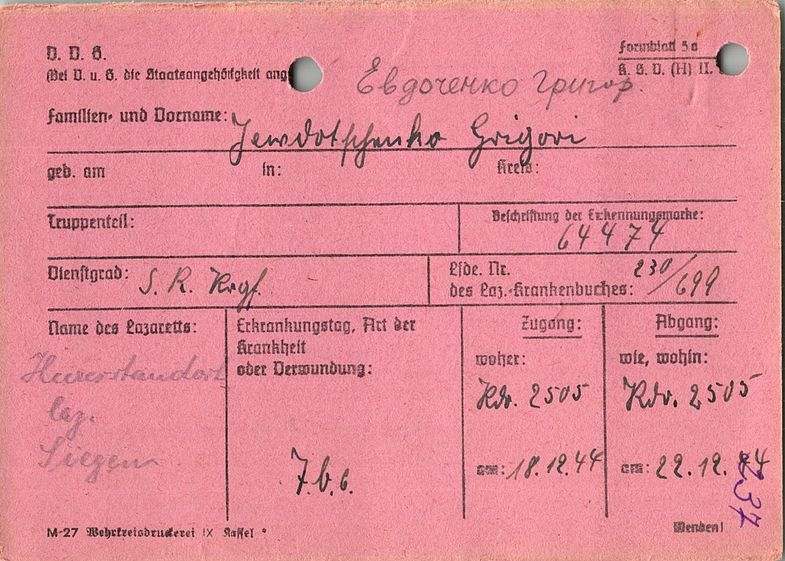 D. D. G.
Formblatt 5a
(Bei D. u. G. die Staatsangehörigkeit ang
K. S. D. (H) II.
Евдоченко Григор.
Familien- und Vorname: Jewdotschenko Grigori
geb. am in: Kreis:
Truppenteil:
Beschriftung der Erkennungsmarke:
64474
Dienstgrad: S. R. Krgf.
Lfde. Nr. 230/699
des Laz.-Krankenbuches:
Name des Lazaretts:
Heeresstandort
laz.
Siegen
Erkrankungstag, Art der
Krankheit
oder Verwundung:
7.b.c.
Zugang:
woher:
Kdo. 2505
am: 18.12.44
Abgang:
wie, wohin:
Kdo. 2505
am: 22.12.44
237
M-27 Wehrkreisdruckerei IX Kassel
Wenden!